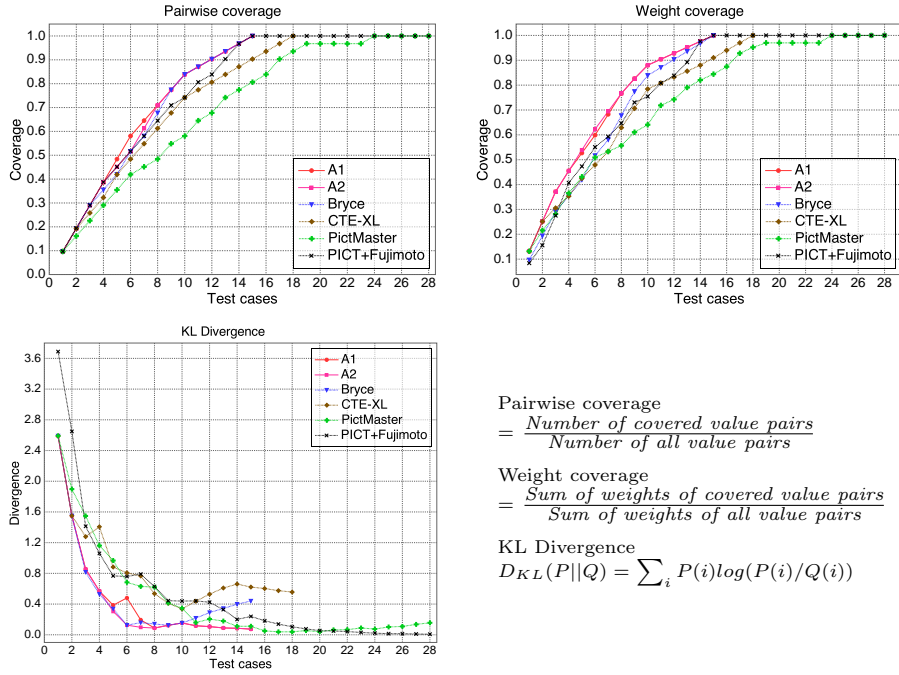 Pairwise coverage
Coverage
1.0
0.9
0.8
0.7
0.6
0.5
0.4
0.3
0.2
0.1
0.0
0 2 4 6 8 10 12 14 16 18 20 22 24 26 28
Test cases
A1
A2
Bryce
CTE-XL
PictMaster
PICT+Fujimoto
Weight coverage
Coverage
1.0
0.9
0.8
0.7
0.6
0.5
0.4
0.3
0.2
0.1
0 2 4 6 8 10 12 14 16 18 20 22 24 26 28
Test cases
A1
A2
Bryce
CTE-XL
PictMaster
PICT+Fujimoto
KL Divergence
Divergence
3.6
3.2
2.8
2.4
2.0
1.6
1.2
0.8
0.4
0.0
0 2 4 6 8 10 12 14 16 18 20 22 24 26 28
Test cases
A1
A2
Bryce
CTE-XL
PictMaster
PICT+Fujimoto
Pairwise coverage
= Number of covered value pairs
Number of all value pairs
Weight coverage
= Sum of weights of covered value pairs
Sum of weights of all value pairs
KL Divergence
D_KL(P||Q) = ∑_i P(i)log(P(i)/Q(i))